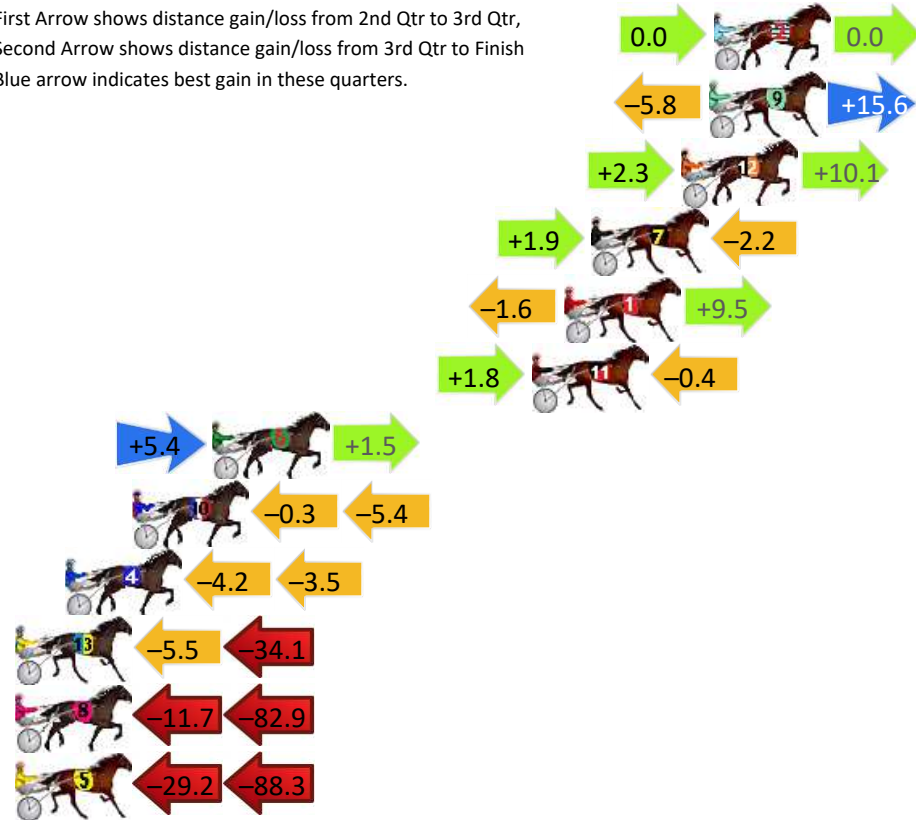 First Arrow shows distance gain/loss from 2nd Qtr to 3rd Qtr,
Second Arrow shows distance gain/loss from 3rd Qtr to Finish
Blue arrow indicates best gain in these quarters.
0.0 0.0
–5.8 9 +15.6
+2.3 12 +10.1
+1.9 7 –2.2
–1.6 1 +9.5
+1.8 11 –0.4
+5.4 6 +1.5
10 –0.3 –5.4
4 –4.2 –3.5
13 –5.5 –34.1
8 –11.7 –82.9
5 –29.2 –88.3